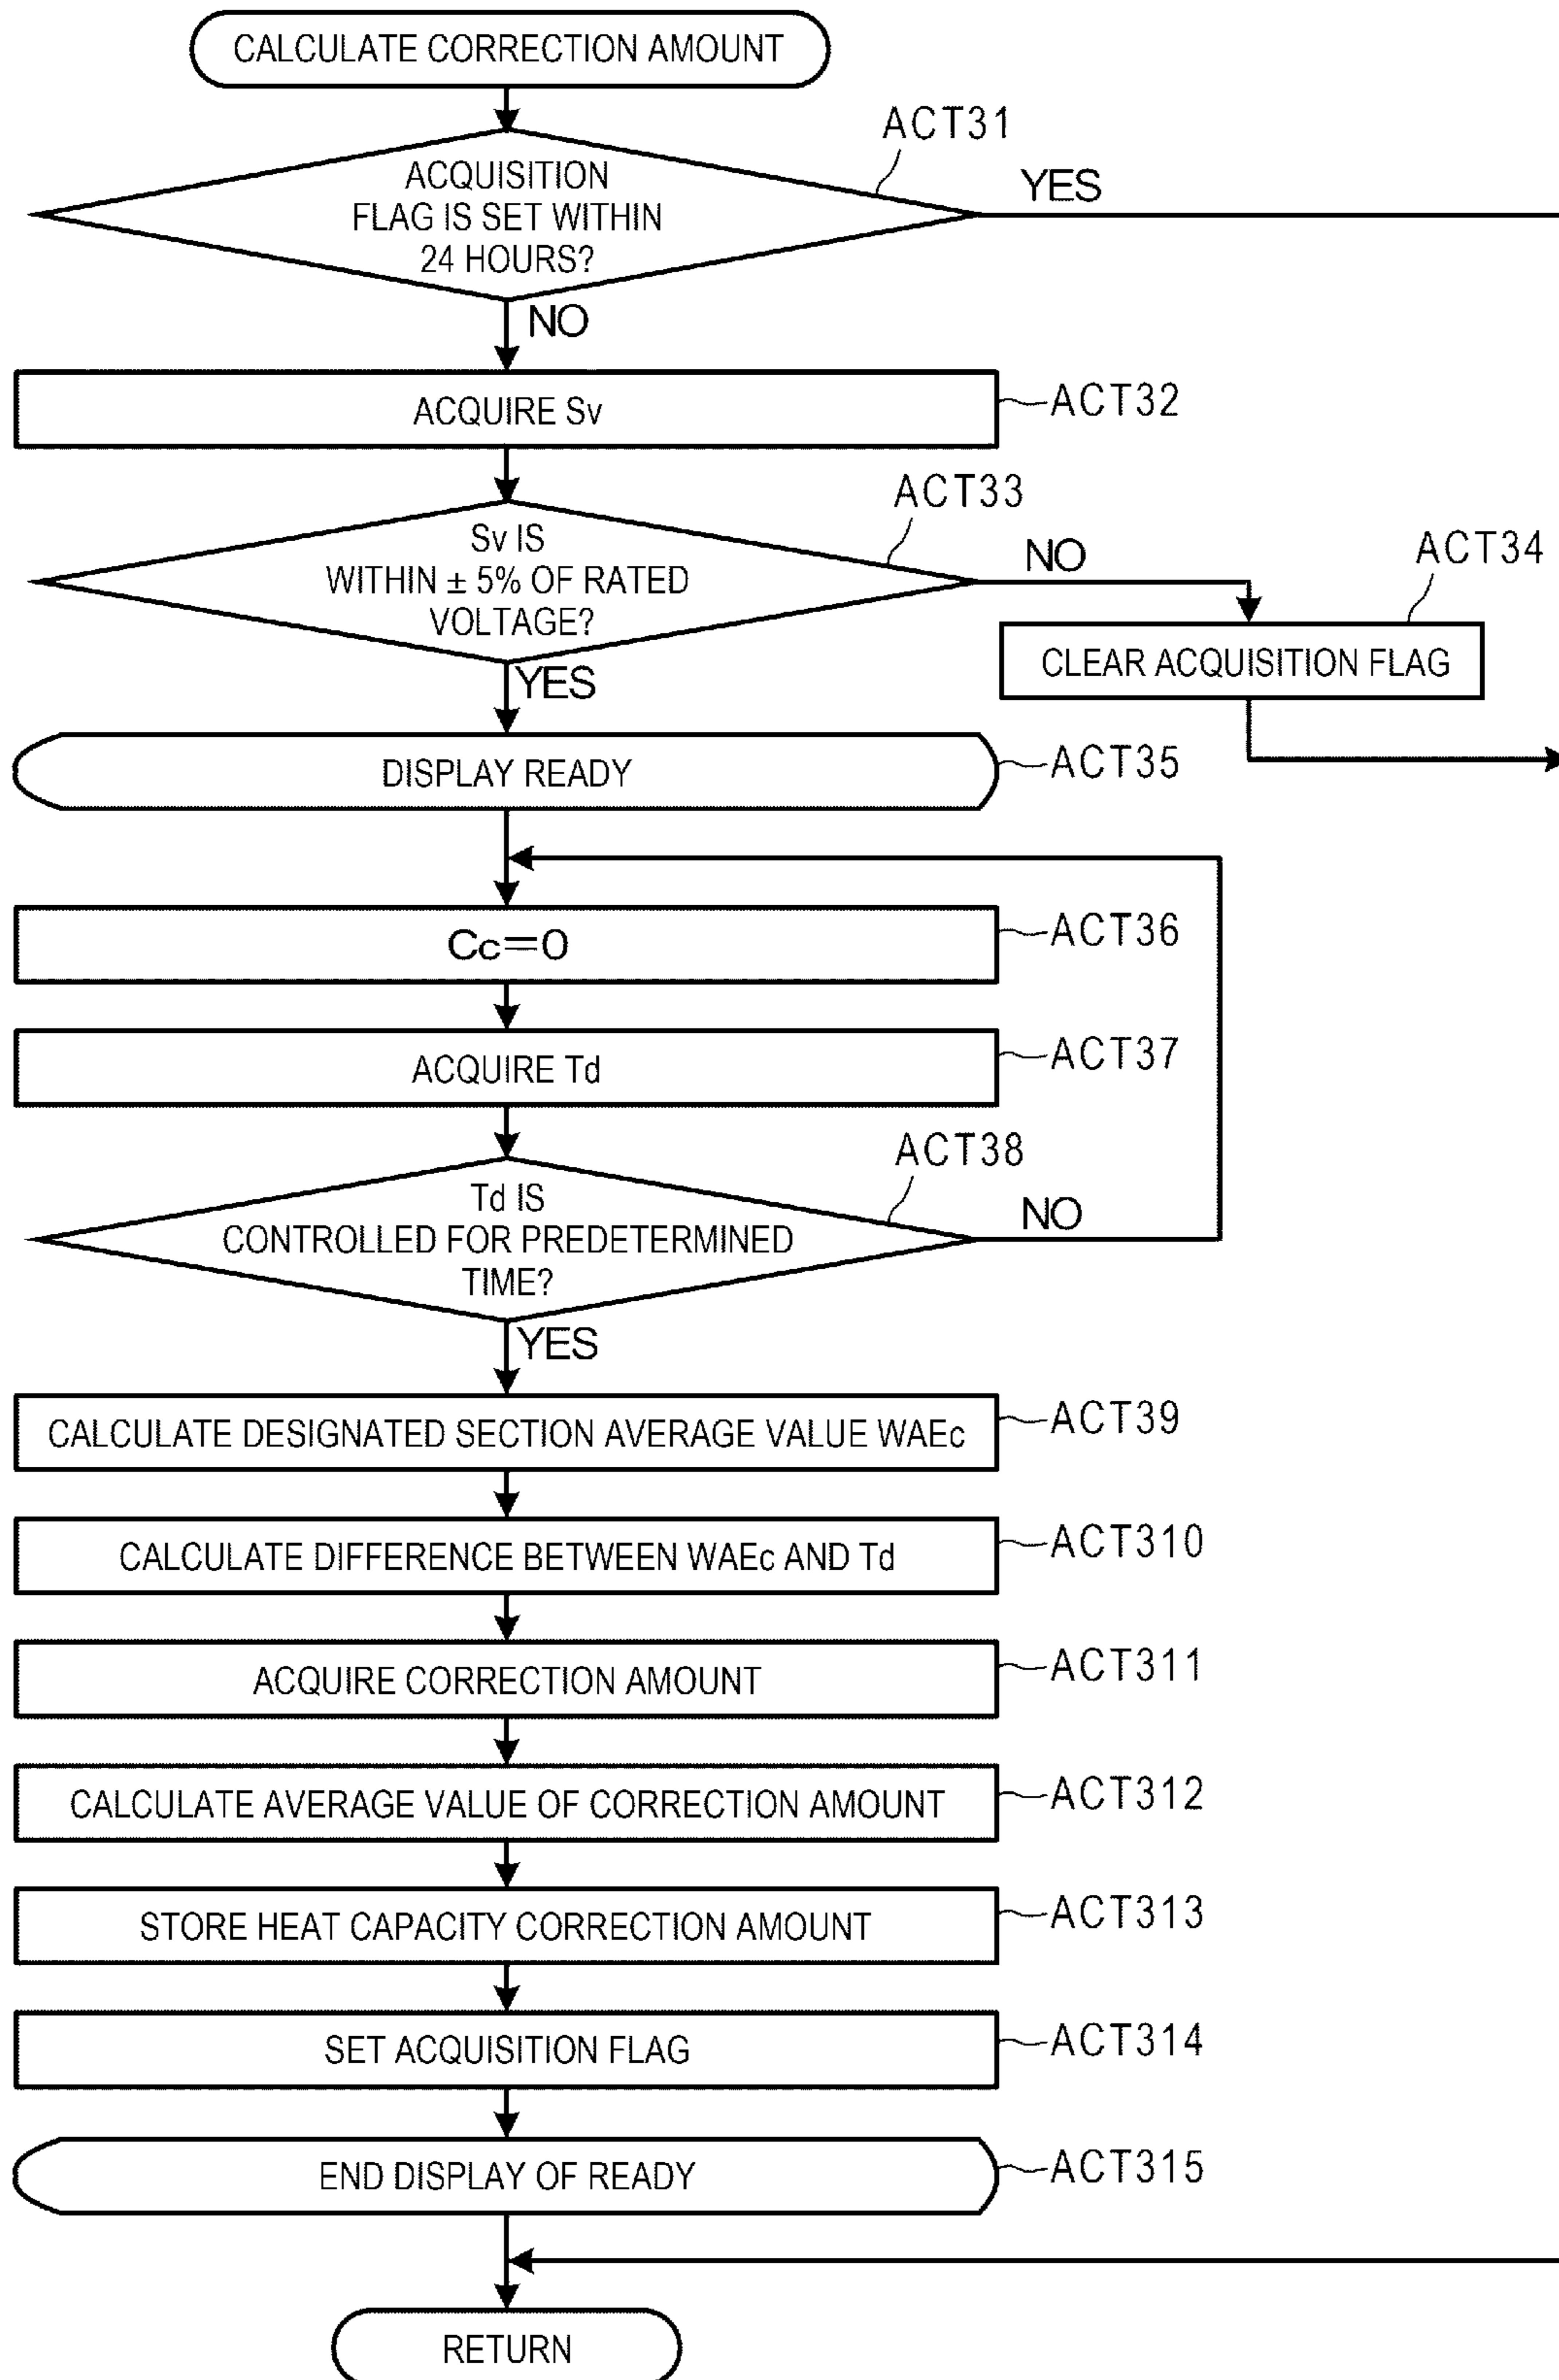 CALCULATE CORRECTION AMOUNT
ACT31
ACQUISITION
FLAG IS SET WITHIN
24 HOURS?
YES
NO
ACQUIRE Sv
ACT32
ACT33
Sv IS
WITHIN ± 5% OF RATED
VOLTAGE?
NO
ACT34
CLEAR ACQUISITION FLAG
YES
DISPLAY READY
ACT35
Cc=0
ACT36
ACQUIRE Td
ACT37
ACT38
Td IS
CONTROLLED FOR PREDETERMINED
TIME?
NO
YES
CALCULATE DESIGNATED SECTION AVERAGE VALUE WAEc
ACT39
CALCULATE DIFFERENCE BETWEEN WAEc AND Td
ACT310
ACQUIRE CORRECTION AMOUNT
ACT311
CALCULATE AVERAGE VALUE OF CORRECTION AMOUNT
ACT312
STORE HEAT CAPACITY CORRECTION AMOUNT
ACT313
SET ACQUISITION FLAG
ACT314
END DISPLAY OF READY
ACT315
RETURN